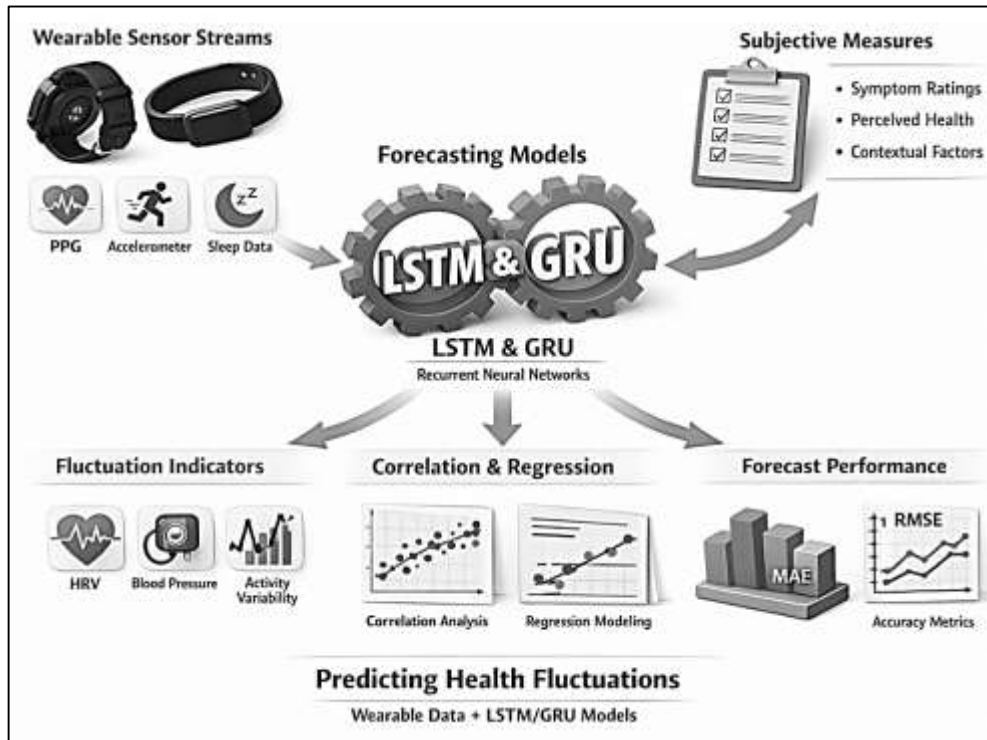 Wearable Sensor Streams
Subjective Measures
• Symptom Ratings
• Perceived Health
• Contextual Factors
Forecasting Models
PPG
Accelerometer
zZ
Sleep Data
LSTM & GRU
LSTM & GRU
Recurrent Neural Networks
Fluctuation Indicators
Correlation & Regression
Forecast Performance
HRV
Blood Pressure
Activity
Variability
Correlation Analysis
Regression Modeling
MAE
1 RMSE
Accuracy Metrics
Predicting Health Fluctuations
Wearable Data + LSTM/GRU Models